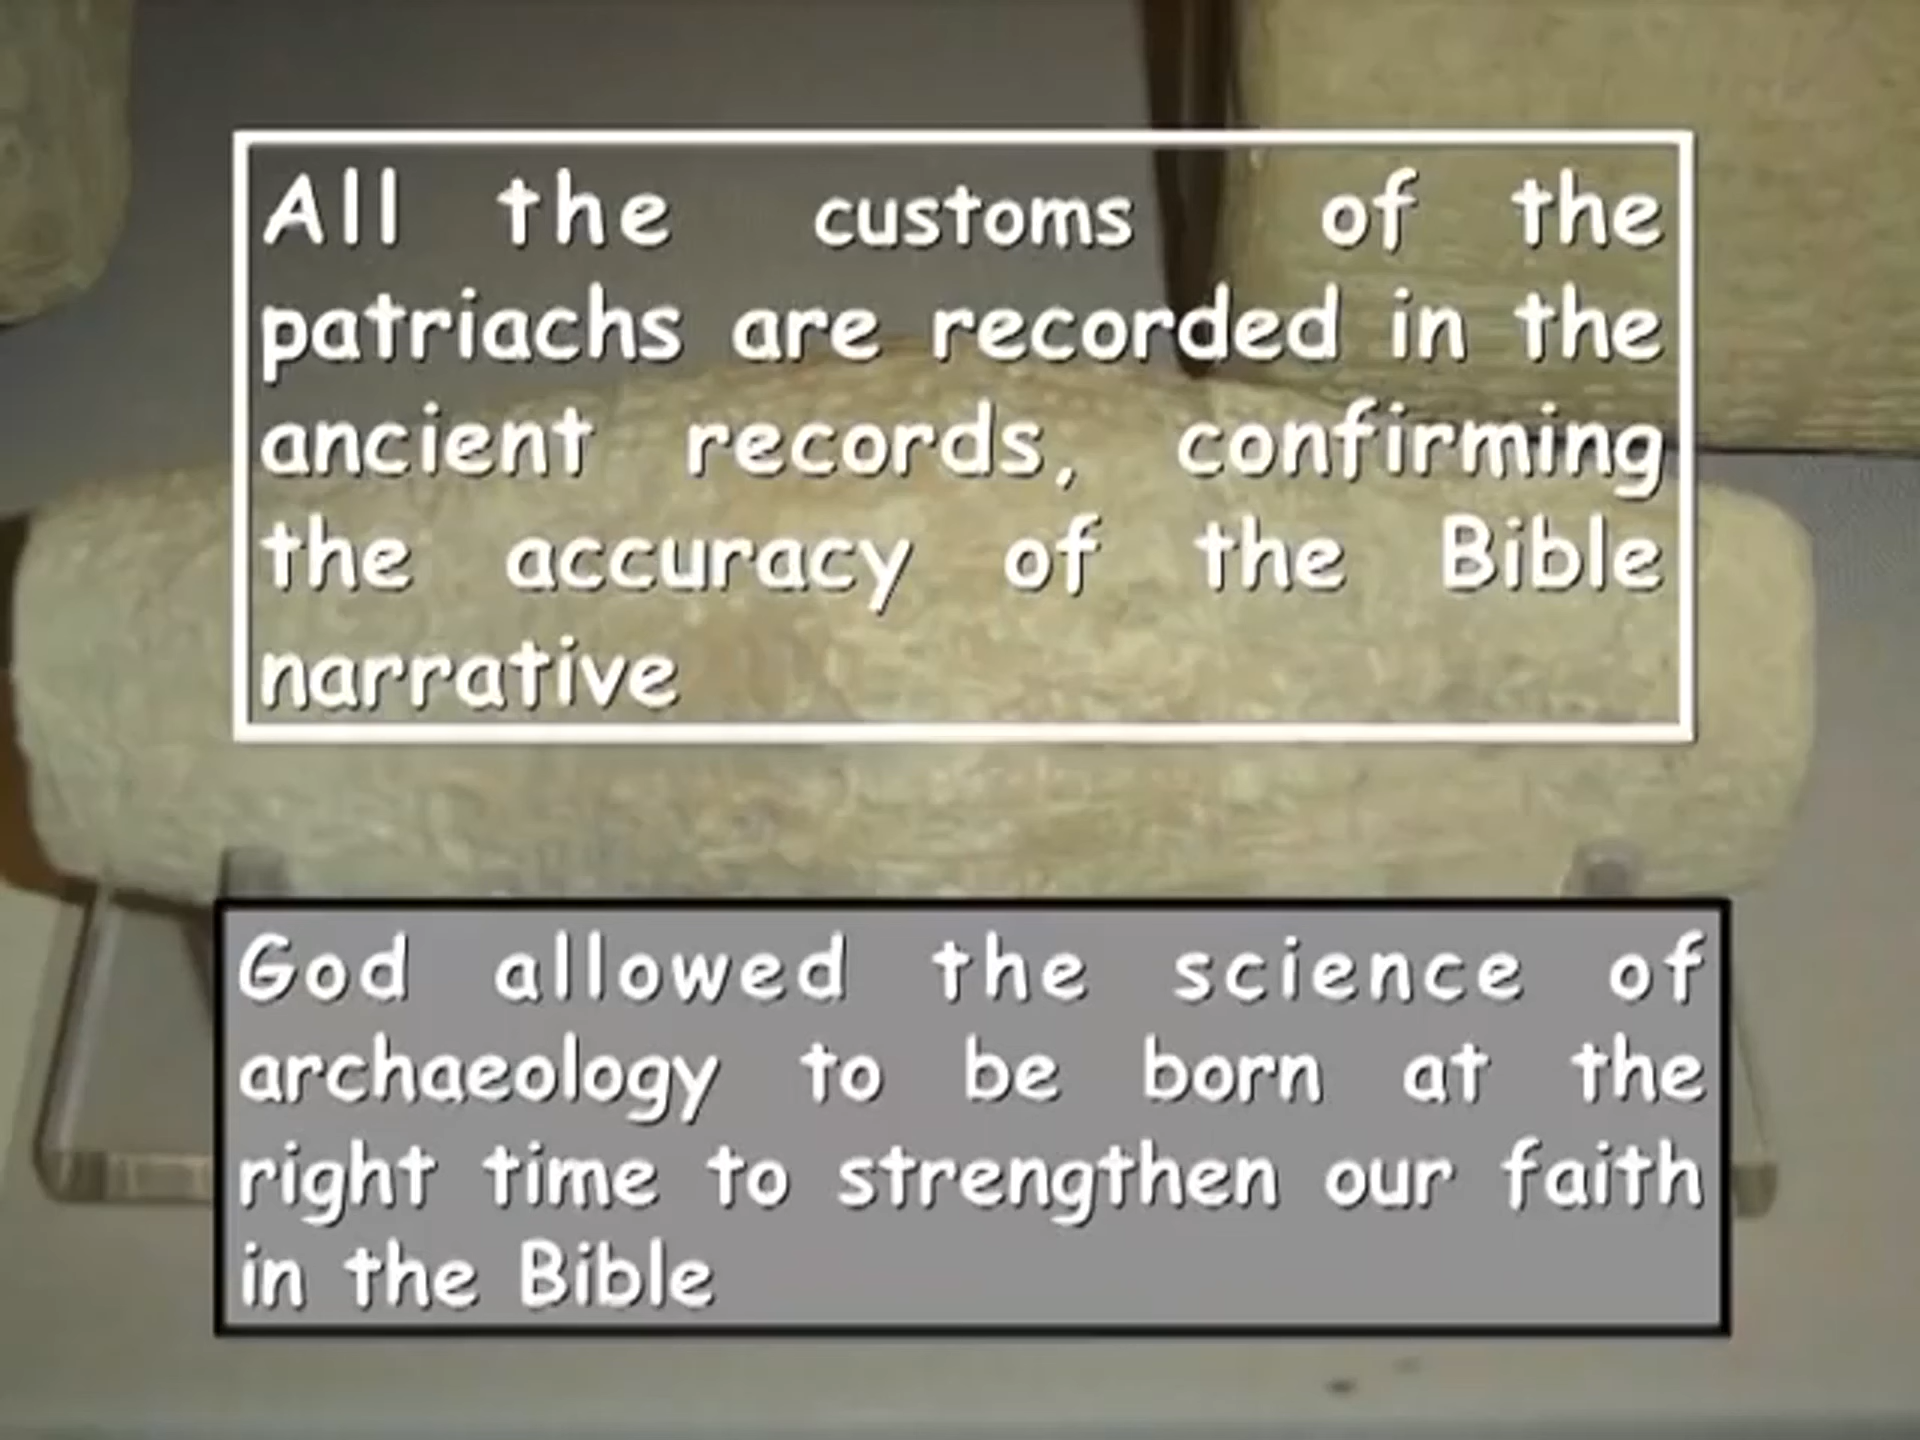 All the customs of the
patriachs are recorded in the
ancient records, confirming
the accuracy of the Bible
narrative
God allowed the science of
archaeology to be born at the
right time to strengthen our faith
in the Bible